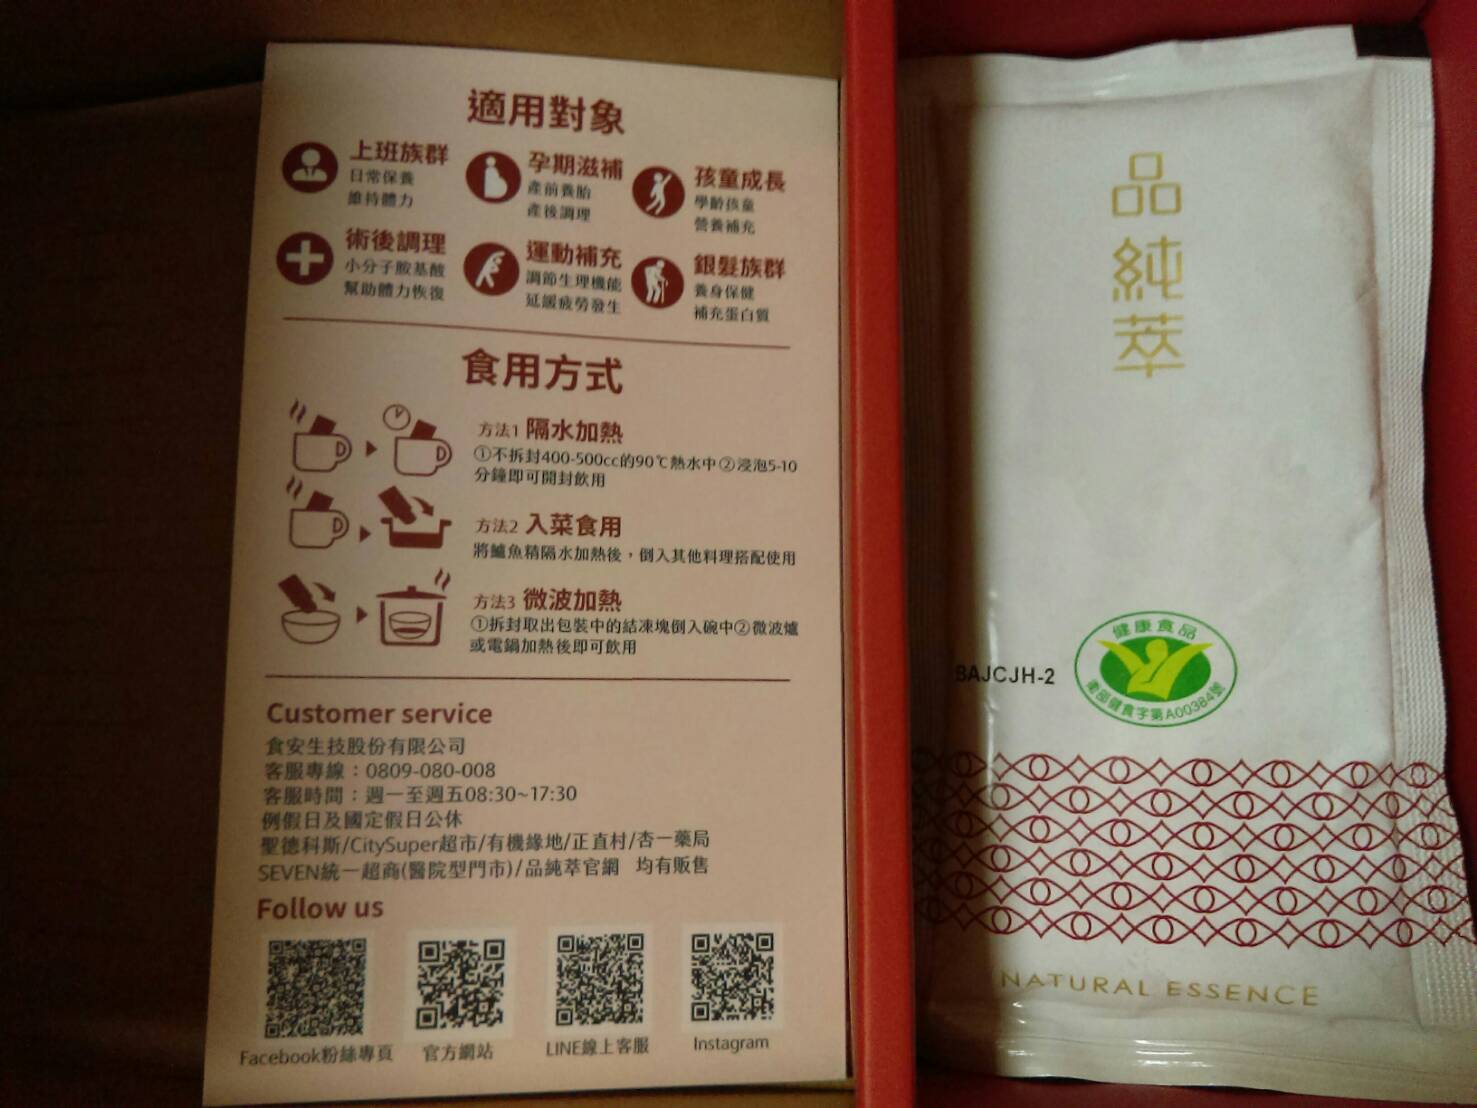 適用對象
上班族群
日常保養
維持體力
孕期滋補
產前養胎
產後調理
孩童成長
學齡孩童
營養補充
術後調理
小分子胺基酸
幫助體力恢復
運動補充
調節生理機能
延緩疲勞發生
銀髮族群
養身保健
補充蛋白質
食用方式
方法1 隔水加熱
①不拆封400-500cc的90℃熱水中②浸泡5-10
分鐘即可開封飲用
方法2 入菜食用
將鱸魚精隔水加熱後，倒入其他料理搭配使用
方法3 微波加熱
①拆封取出包裝中的結凍塊倒入碗中②微波爐
或電鍋加熱後即可飲用
Customer service
食安生技股份有限公司
客服專線：0809-080-008
客服時間：週一至週五08:30~17:30
例假日及國定假日公休
聖德科斯/CitySuper超市/有機緣地/正直村/杏一藥局
SEVEN統一超商(醫院型門市)/品純萃官網 均有販售
Follow us
Facebook粉絲專頁
官方網站
LINE線上客服
Instagram
品純萃
健康食品
衛部健食字第A00384號
BAJCJH-2
NATURAL ESSENCE